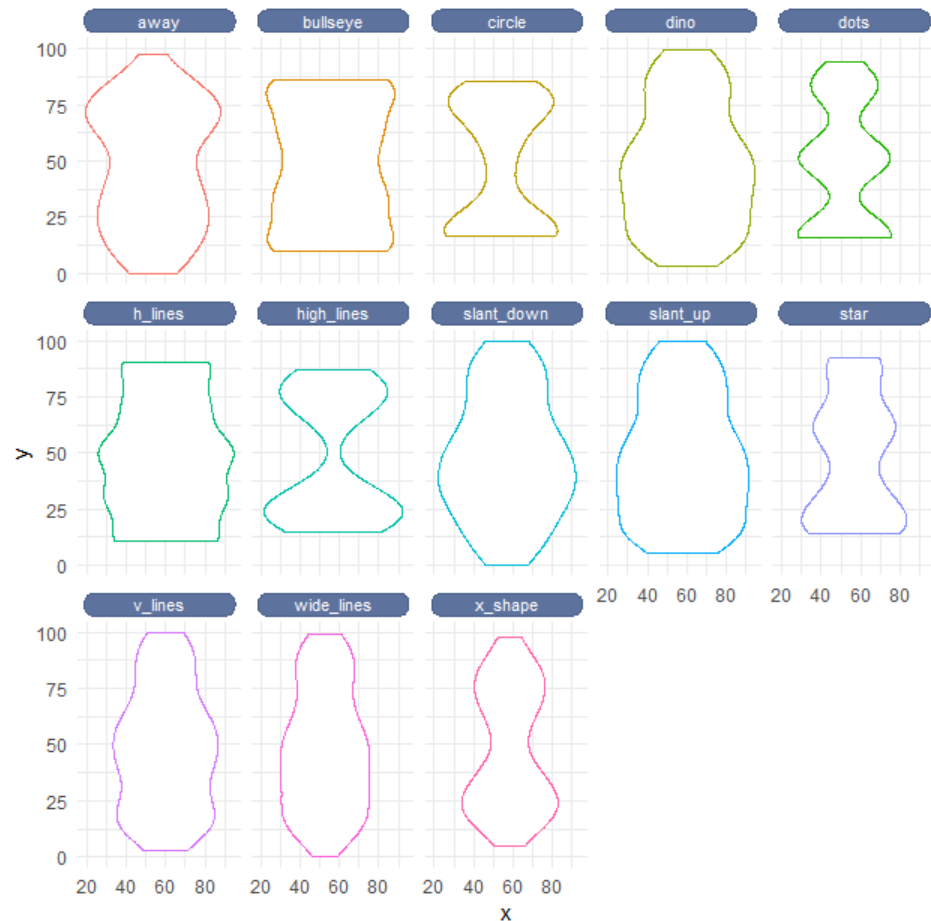 away bullseye circle dino dots
100
75
50
25
0
h_lines high_lines slant_down slant_up star
100
75
50
25
0
20 40 60 80 20 40 60 80
v_lines wide_lines x_shape
100
75
50
25
0
20 40 60 80 20 40 60 80 20 40 60 80
y
x